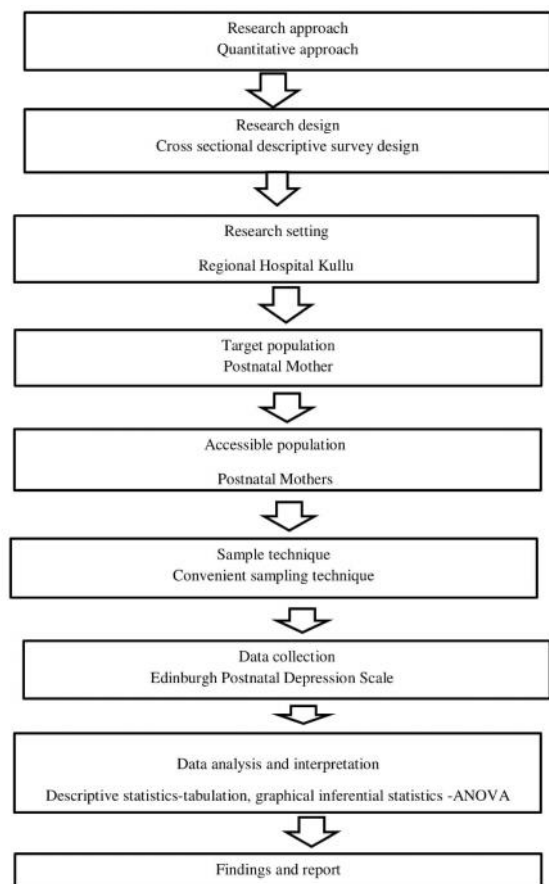 Research approach
Quantitative approach
Research design
Cross sectional descriptive survey design
Research setting
Regional Hospital Kullu
Target population
Postnatal Mother
Accessible population
Postnatal Mothers
Sample technique
Convenient sampling technique
Data collection
Edinburgh Postnatal Depression Scale
Data analysis and interpretation
Descriptive statistics-tabulation, graphical inferential statistics -ANOVA
Findings and report